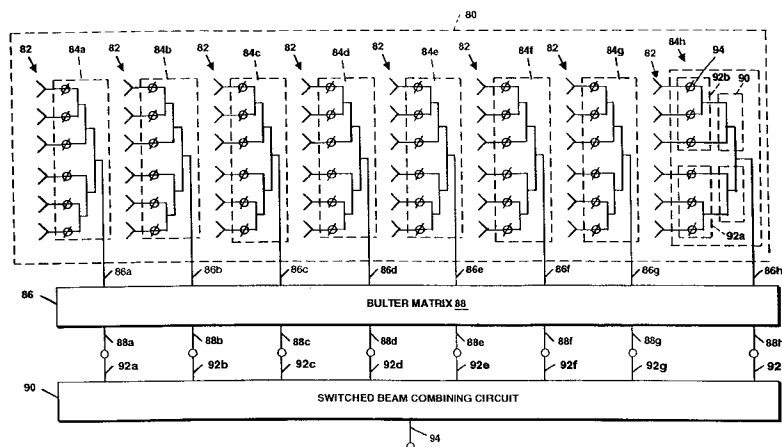 80
82 84a 82 84b 82 84c 82 84d 82 84e 82 84f 82 84g 82 84h 94
92b 90
92a
86a 86b 86c 86d 86e 86f 86g 86h
86 BULTER MATRIX 88
88a 88b 88c 88d 88e 88f 88g 88h
92a 92b 92c 92d 92e 92f 92g 92
90 SWITCHED BEAM COMBINING CIRCUIT
94